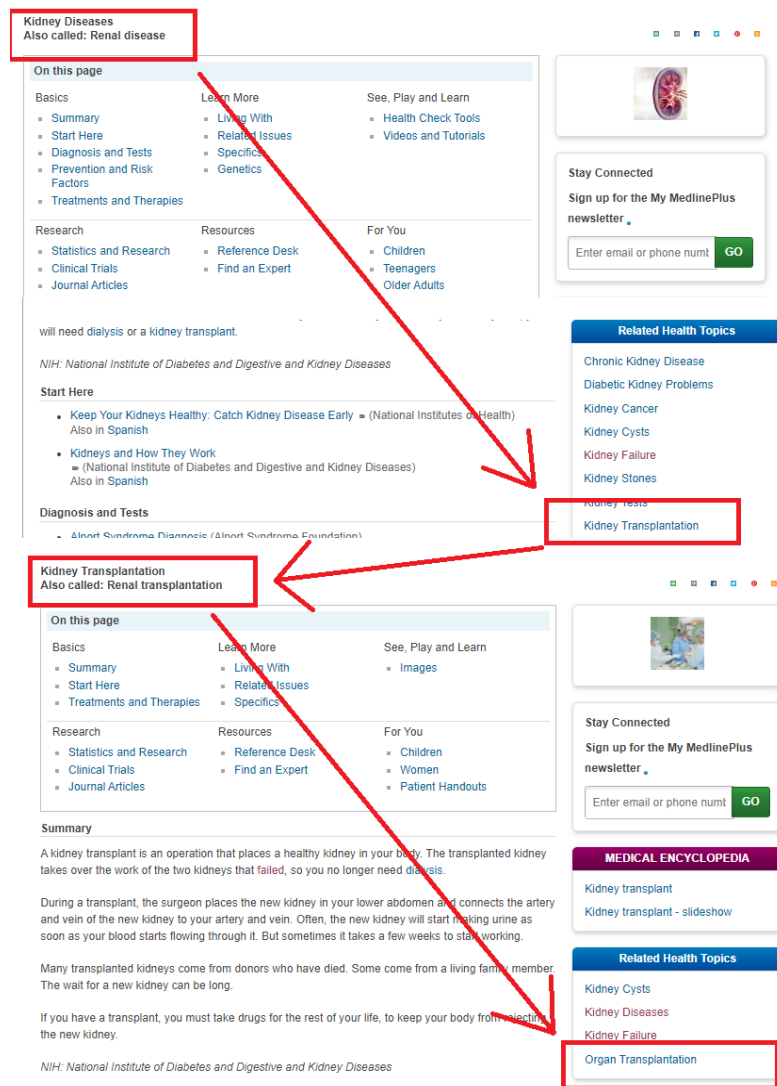 Kidney Diseases
Also called: Renal disease
On this page
Basics
Summary
Start Here
Diagnosis and Tests
Prevention and Risk
Factors
Treatments and Therapies
Learn More
Living With
Related Issues
Specifics
Genetics
See, Play and Learn
Health Check Tools
Videos and Tutorials
Research
Statistics and Research
Clinical Trials
Journal Articles
Resources
Reference Desk
Find an Expert
For You
Children
Teenagers
Older Adults
Stay Connected
Sign up for the My MedlinePlus
newsletter
Enter email or phone numb GO
will need dialysis or a kidney transplant.
NIH: National Institute of Diabetes and Digestive and Kidney Diseases
Start Here
Keep Your Kidneys Healthy: Catch Kidney Disease Early (National Institutes of Health)
Also in Spanish
Kidneys and How They Work
(National Institute of Diabetes and Digestive and Kidney Diseases)
Also in Spanish
Diagnosis and Tests
Alport Syndrome Diagnosis (Alport Syndrome Foundation)
Related Health Topics
Chronic Kidney Disease
Diabetic Kidney Problems
Kidney Cancer
Kidney Cysts
Kidney Failure
Kidney Stones
Kidney Tests
Kidney Transplantation
Kidney Transplantation
Also called: Renal transplantation
On this page
Basics
Summary
Start Here
Treatments and Therapies
Learn More
Living With
Related Issues
Specifics
See, Play and Learn
Images
Research
Statistics and Research
Clinical Trials
Journal Articles
Resources
Reference Desk
Find an Expert
For You
Children
Women
Patient Handouts
Stay Connected
Sign up for the My MedlinePlus
newsletter
Enter email or phone numb GO
Summary
A kidney transplant is an operation that places a healthy kidney in your body. The transplanted kidney
takes over the work of the two kidneys that failed, so you no longer need dialysis.
During a transplant, the surgeon places the new kidney in your lower abdomen and connects the artery
and vein of the new kidney to your artery and vein. Often, the new kidney will start making urine as
soon as your blood starts flowing through it. But sometimes it takes a few weeks to start working.
Many transplanted kidneys come from donors who have died. Some come from a living family member.
The wait for a new kidney can be long.
If you have a transplant, you must take drugs for the rest of your life, to keep your body from rejecting
the new kidney.
NIH: National Institute of Diabetes and Digestive and Kidney Diseases
MEDICAL ENCYCLOPEDIA
Kidney transplant
Kidney transplant - slideshow
Related Health Topics
Kidney Cysts
Kidney Diseases
Kidney Failure
Organ Transplantation